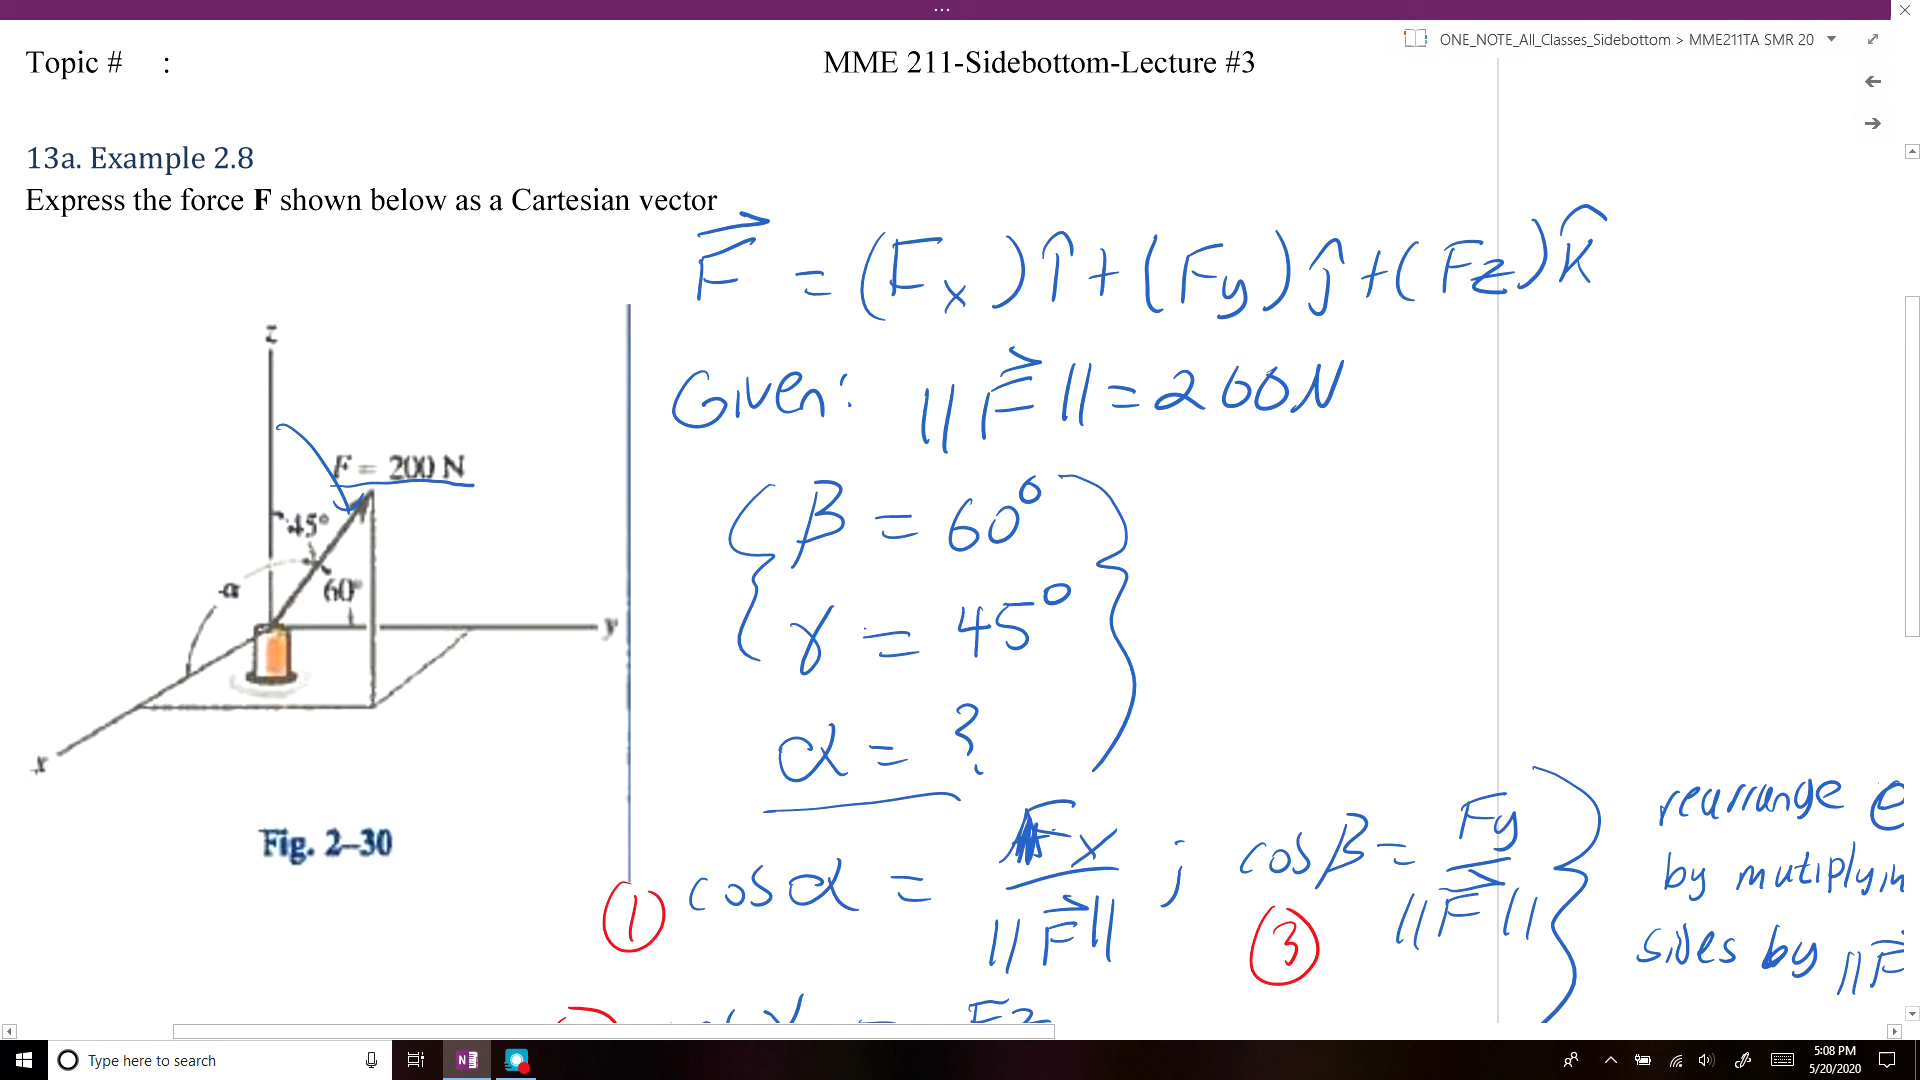 ...
ONE_NOTE_All_Classes_Sidebottom > MME211TA SMR 20
Topic # :
MME 211-Sidebottom-Lecture #3
13a. Example 2.8
Express the force F shown below as a Cartesian vector
F⃗ = (Fx) î + (Fy) ĵ + (Fz) k̂
Given: ||F⃗|| = 200N
β = 60°
γ = 45°
α = ?
z
F = 200 N
45°
α
60°
y
x
Fig. 2–30
① cos α = Fx / ||F⃗|| ; ③ cos β = Fy / ||F⃗||
rearrange
by mutiplyin
sides by ||F
Fz
Type here to search
5:08 PM
5/20/2020